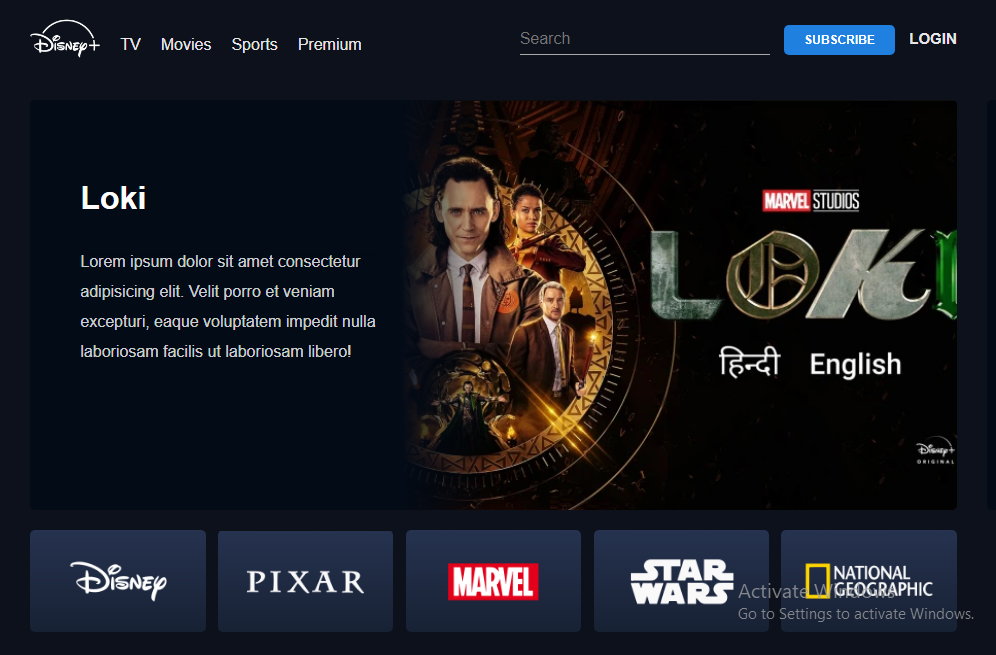 Disney+
TV
Movies
Sports
Premium
Search
SUBSCRIBE
LOGIN
Loki
Lorem ipsum dolor sit amet consectetur
adipisicing elit. Velit porro et veniam
excepturi, eaque voluptatem impedit nulla
laboriosam facilis ut laboriosam libero!
MARVEL STUDIOS
LOKI
हिन्दी English
Disney+
ORIGINAL
Disney
PIXAR
MARVEL
STAR
WARS
NATIONAL
GEOGRAPHIC
Activate Windows
Go to Settings to activate Windows.